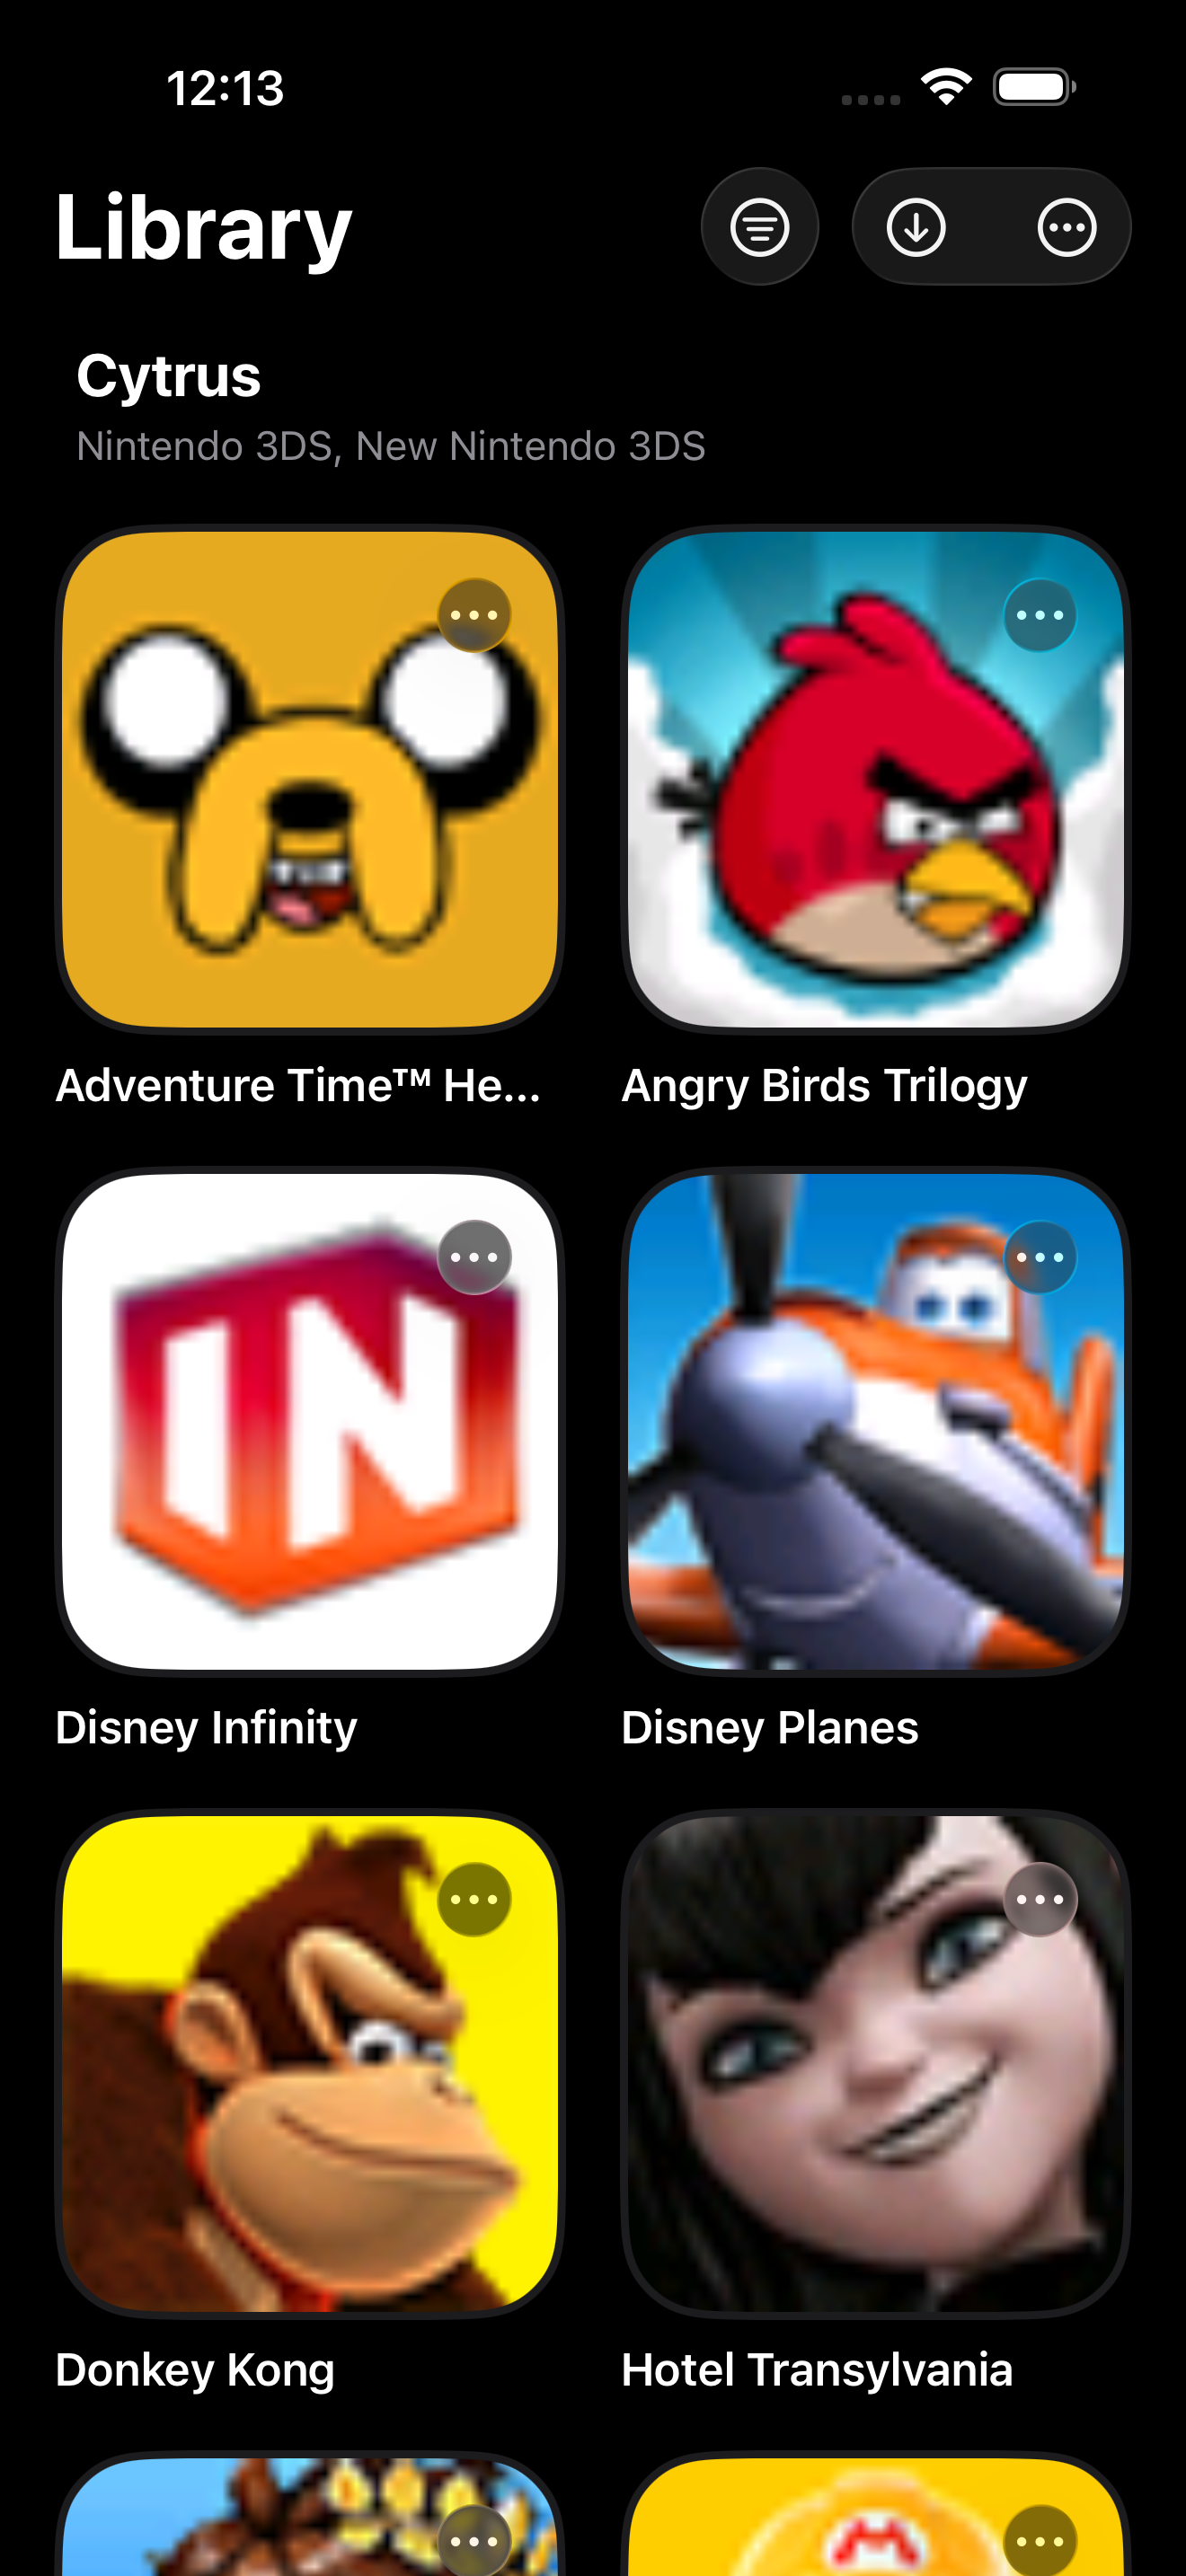 12:13
Library
Cytrus
Nintendo 3DS, New Nintendo 3DS
Adventure Time™ He...
Angry Birds Trilogy
IN
Disney Infinity
Disney Planes
Donkey Kong
Hotel Transylvania
M